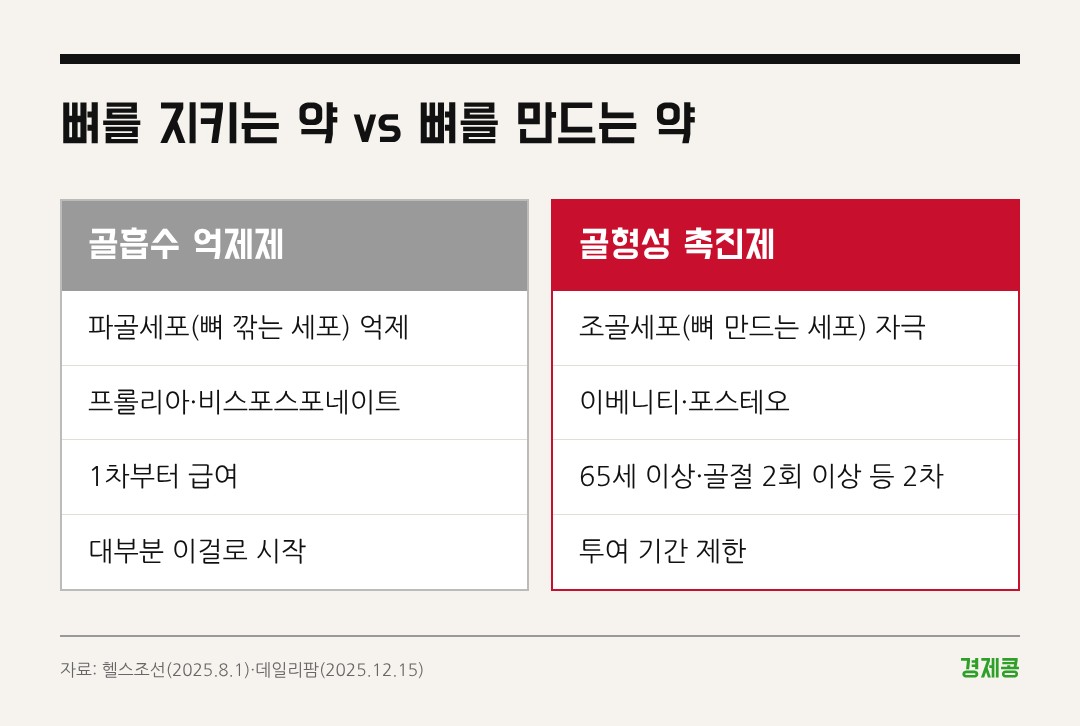 뼈를 지키는 약 vs 뼈를 만드는 약
골흡수 억제제
파골세포(뼈 깎는 세포) 억제
프롤리아·비스포스포네이트
1차부터 급여
대부분 이걸로 시작
골형성 촉진제
조골세포(뼈 만드는 세포) 자극
이베니티·포스테오
65세 이상·골절 2회 이상 등 2차
투여 기간 제한
자료: 헬스조선(2025.8.1)·데일리팜(2025.12.15)
경제콩